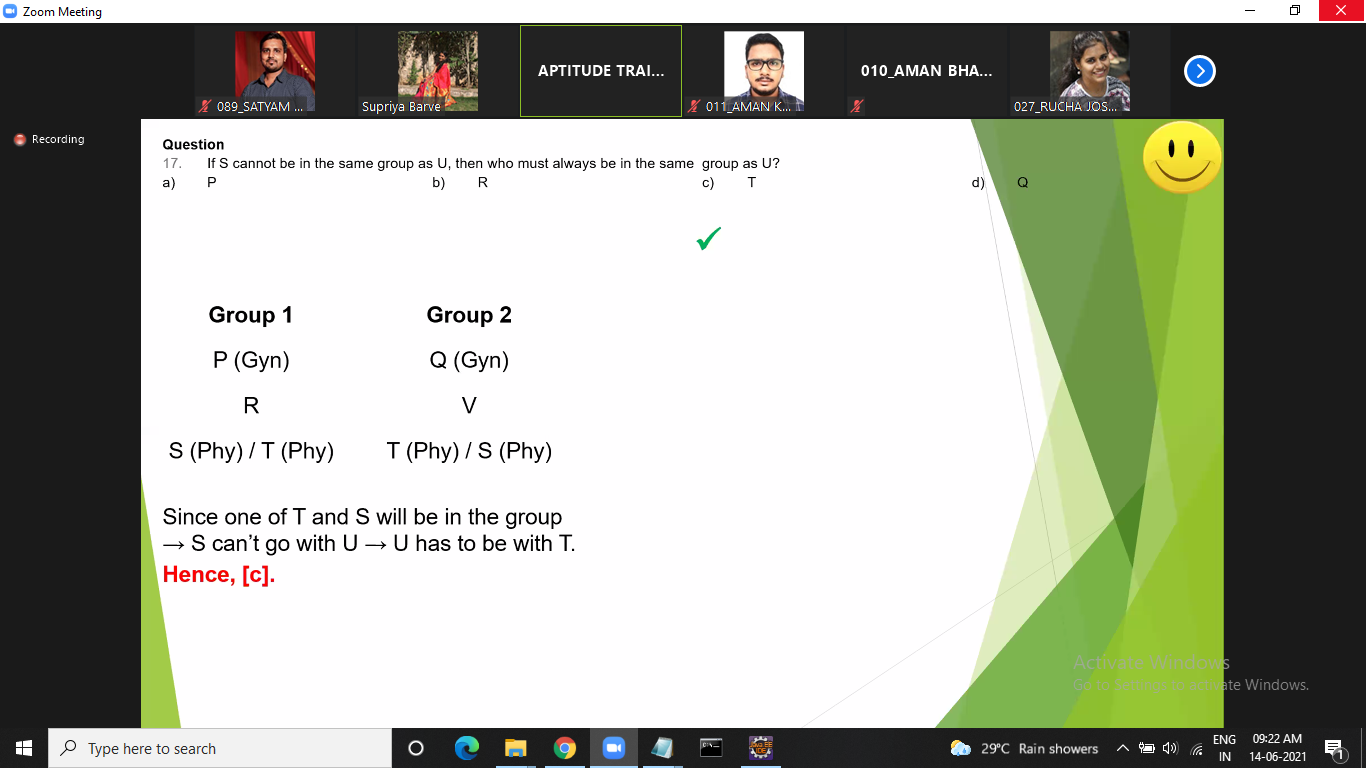 Zoom Meeting
089_SATYAM ...
Supriya Barve
APTITUDE TRAI...
011_AMAN K...
010_AMAN BHA...
027_RUCHA JOS...
Recording
Question
17. If S cannot be in the same group as U, then who must always be in the same group as U?
a) P b) R c) T d) Q
Group 1 Group 2
P (Gyn) Q (Gyn)
R V
S (Phy) / T (Phy) T (Phy) / S (Phy)
Since one of T and S will be in the group
→ S can’t go with U → U has to be with T.
Hence, [c].
Activate Windows
Go to Settings to activate Windows.
Type here to search
29°C Rain showers
ENG
IN
09:22 AM
14-06-2021
1